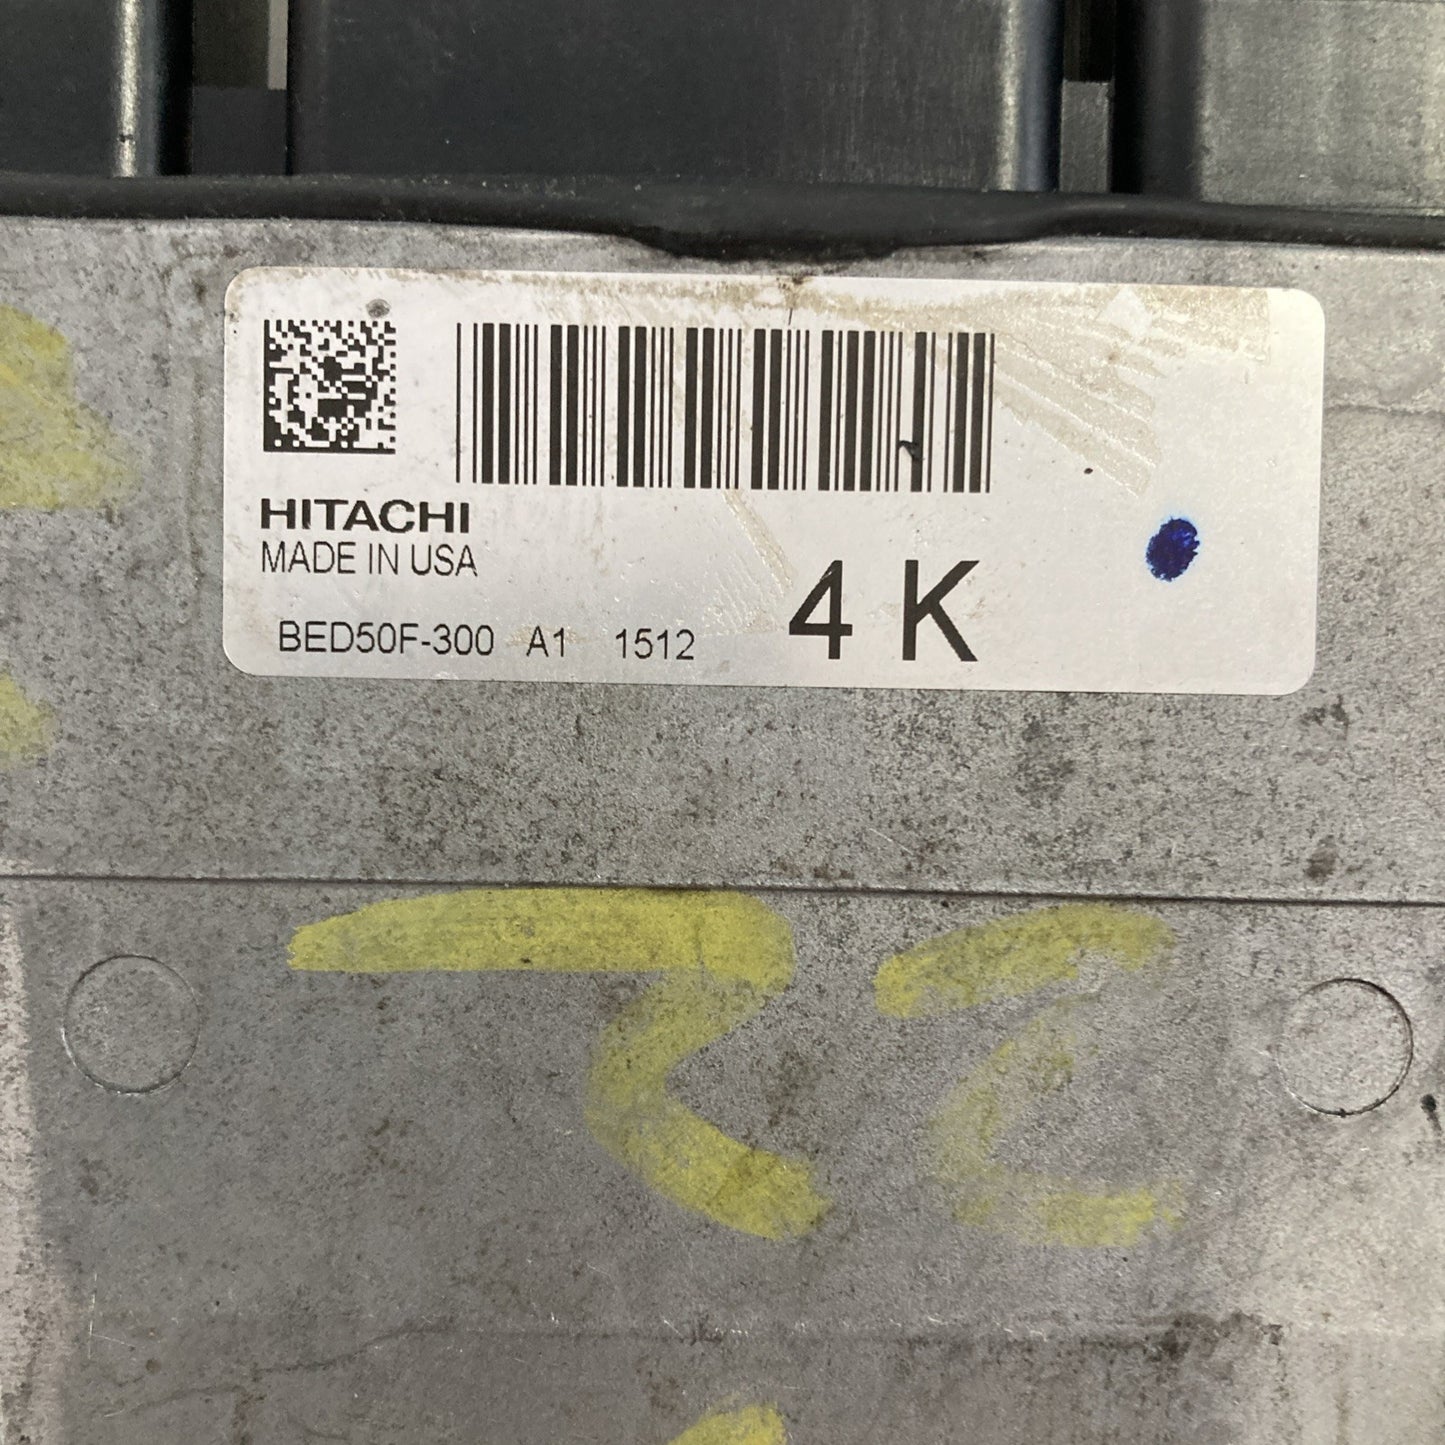 HITACHI
MADE IN USA
BED50F-300 A1 1512 4 K